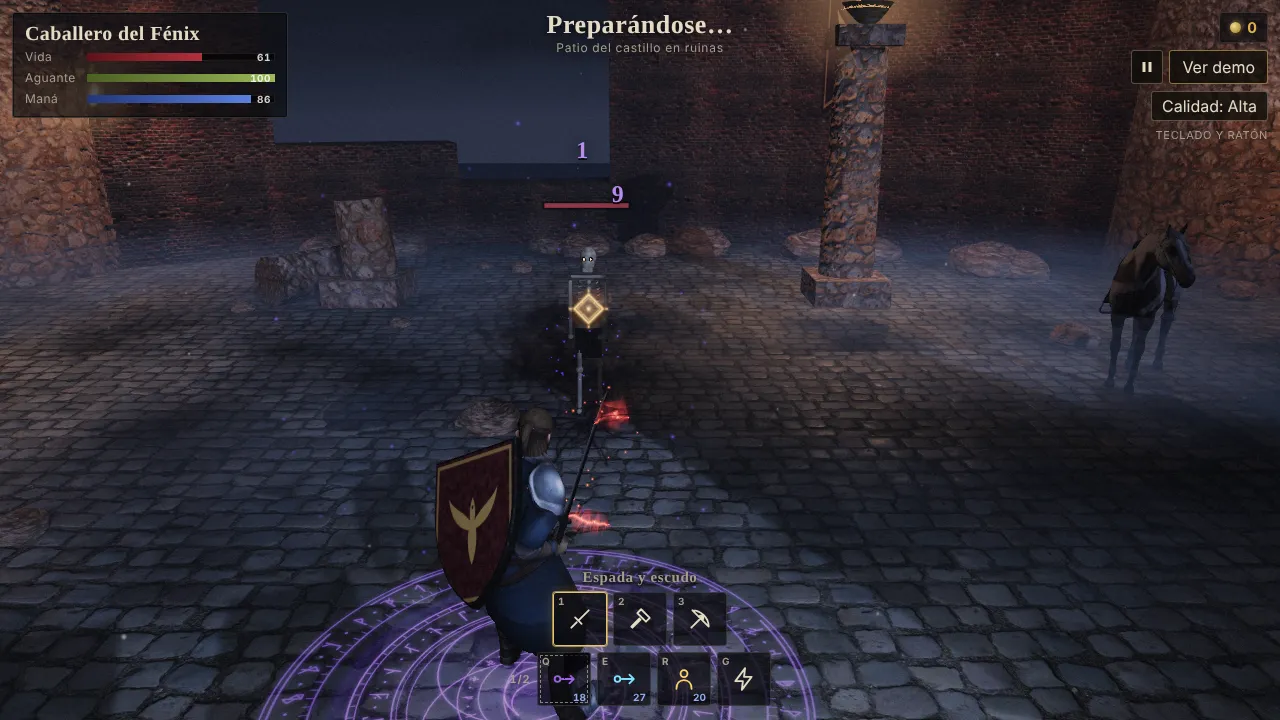 Caballero del Fénix
Vida 61
Aguante 100
Maná 86
Preparándose…
Patio del castillo en ruinas
0
Ver demo
Calidad: Alta
TECLADO Y RATÓN
1
9
Espada y escudo
1 2 3
1/2
Q 18 E 27 R 20 G